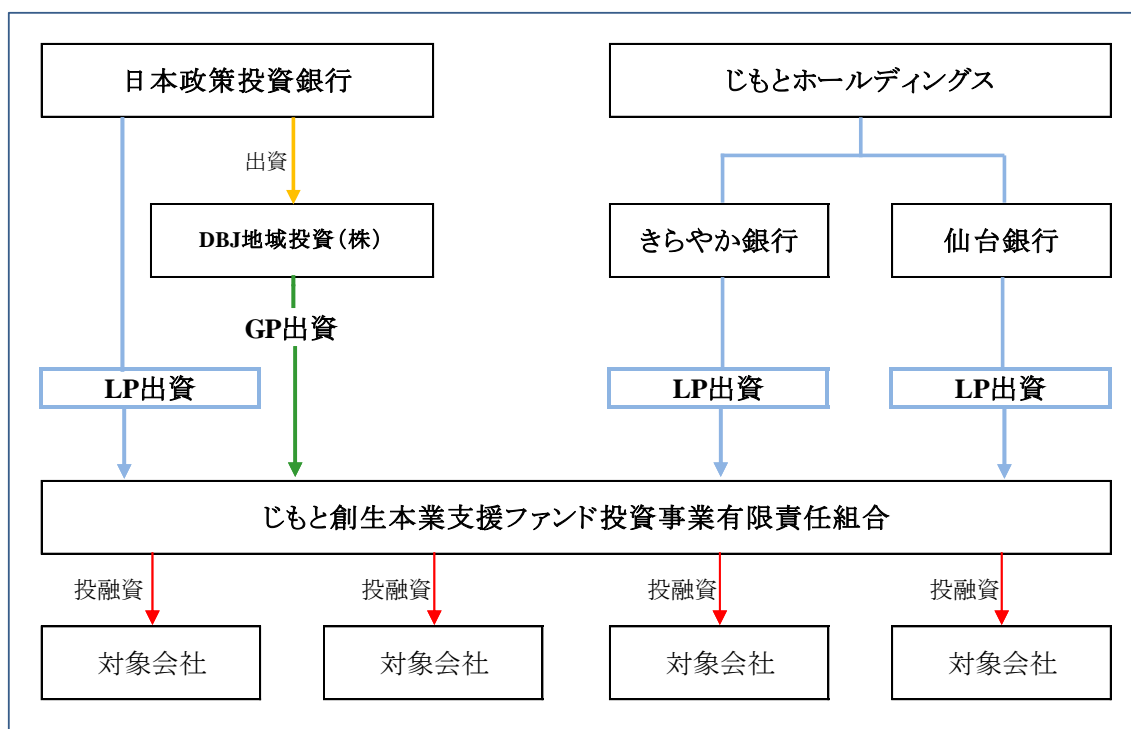 日本政策投資銀行
じもとホールディングス
出資
DBJ地域投資(株)
きらやか銀行
仙台銀行
GP出資
LP出資
LP出資
LP出資
じもと創生本業支援ファンド投資事業有限責任組合
投融資
投融資
投融資
投融資
対象会社
対象会社
対象会社
対象会社